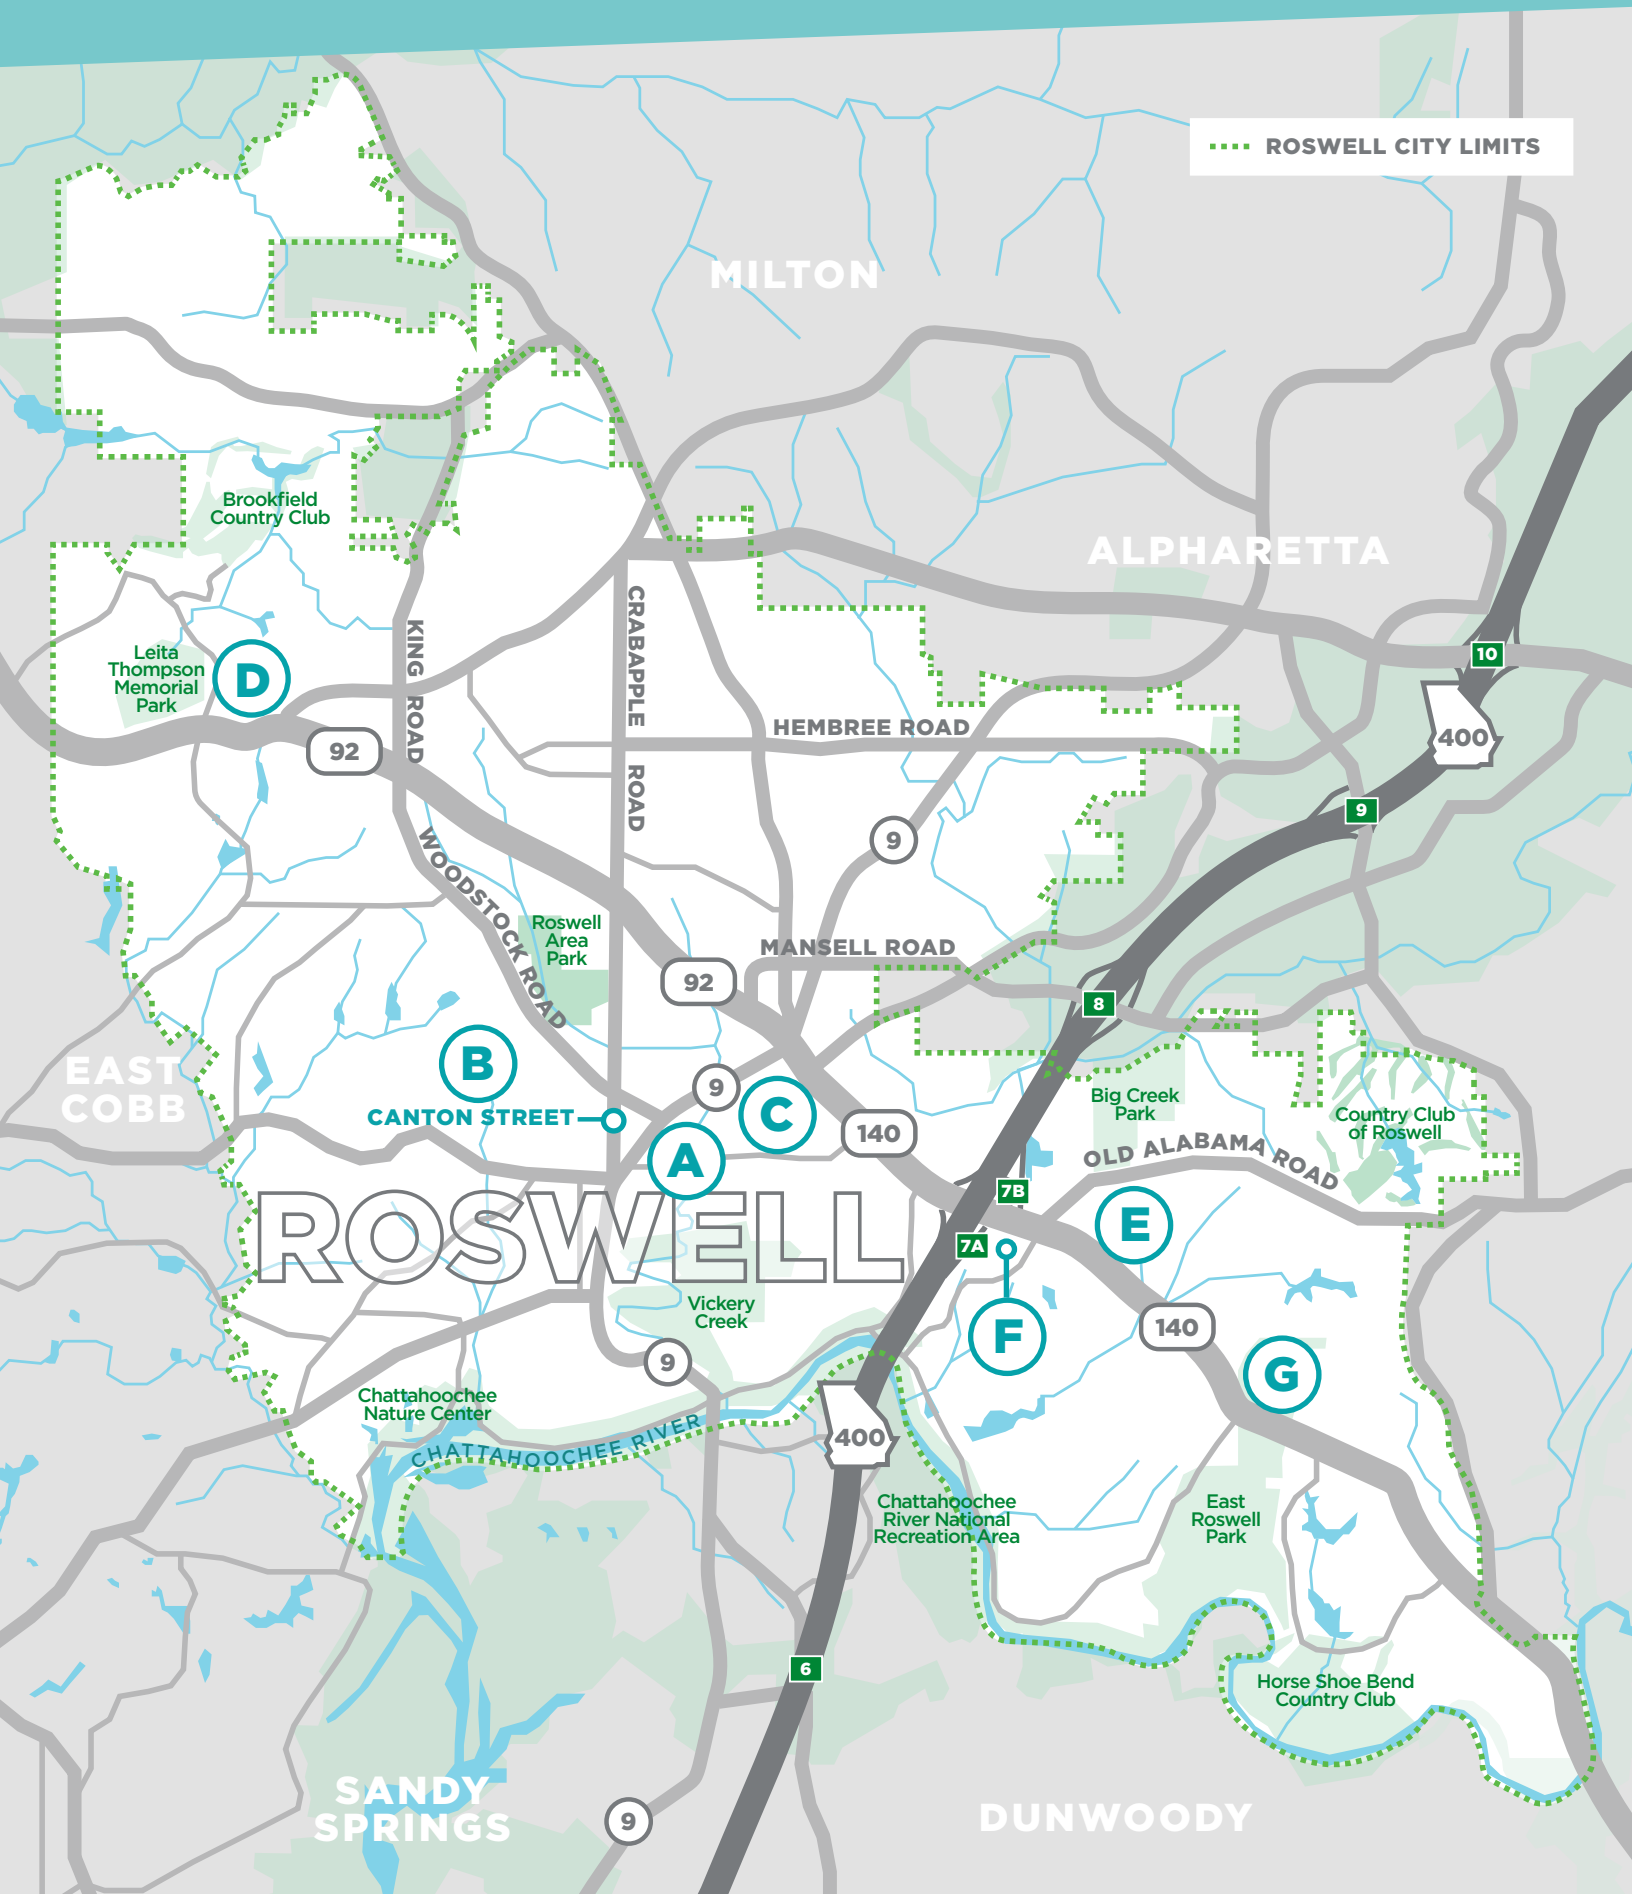 ROSWELL CITY LIMITS
MILTON
Brookfield
Country Club
ALPHARETTA
CRABAPPLE
ROAD
KING ROAD
Leita
Thompson
Memorial
Park
D
10
HEMBREE ROAD
92
400
9
9
WOODSTOCK ROAD
Roswell
Area
Park
MANSELL ROAD
92
8
EAST
COBB
B
9
C
CANTON STREET
Big Creek
Park
Country Club
of Roswell
140
A
OLD ALABAMA ROAD
7B
ROSWELL
E
7A
Vickery
Creek
F
140
9
G
Chattahoochee
Nature Center
CHATTAHOOCHEE RIVER
400
Chattahoochee
River National
Recreation Area
East
Roswell
Park
6
Horse Shoe Bend
Country Club
SANDY
SPRINGS
9
DUNWOODY